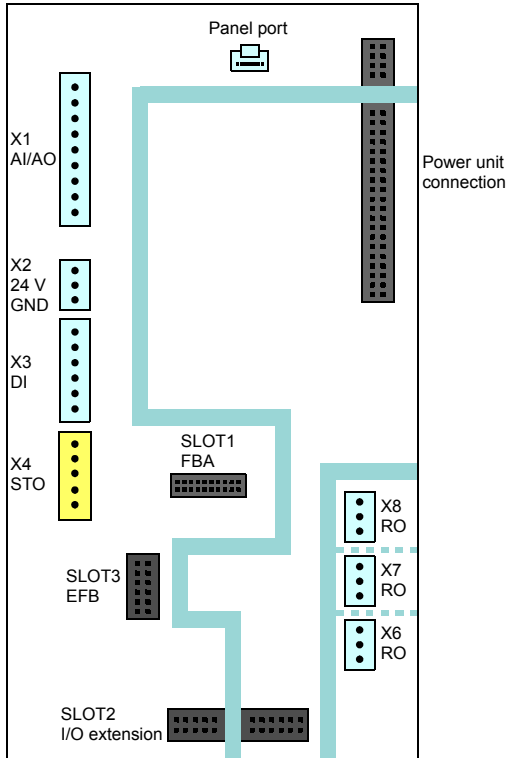 Panel port
X1
AI/AO
Power unit
connection
X2
24 V
GND
X3
DI
SLOT1
FBA
X4
STO
X8
RO
X7
RO
SLOT3
EFB
X6
RO
SLOT2
I/O extension